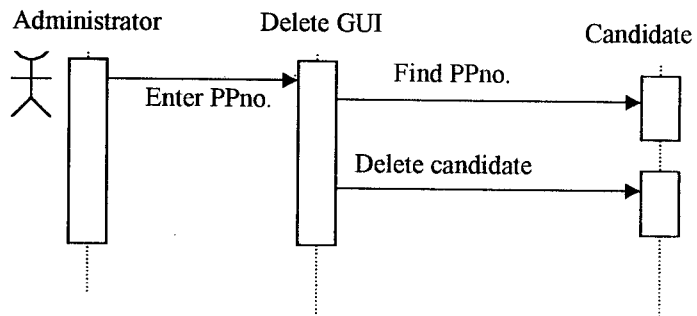 Administrator
Delete GUI
Candidate
Enter PPno.
Find PPno.
Delete candidate